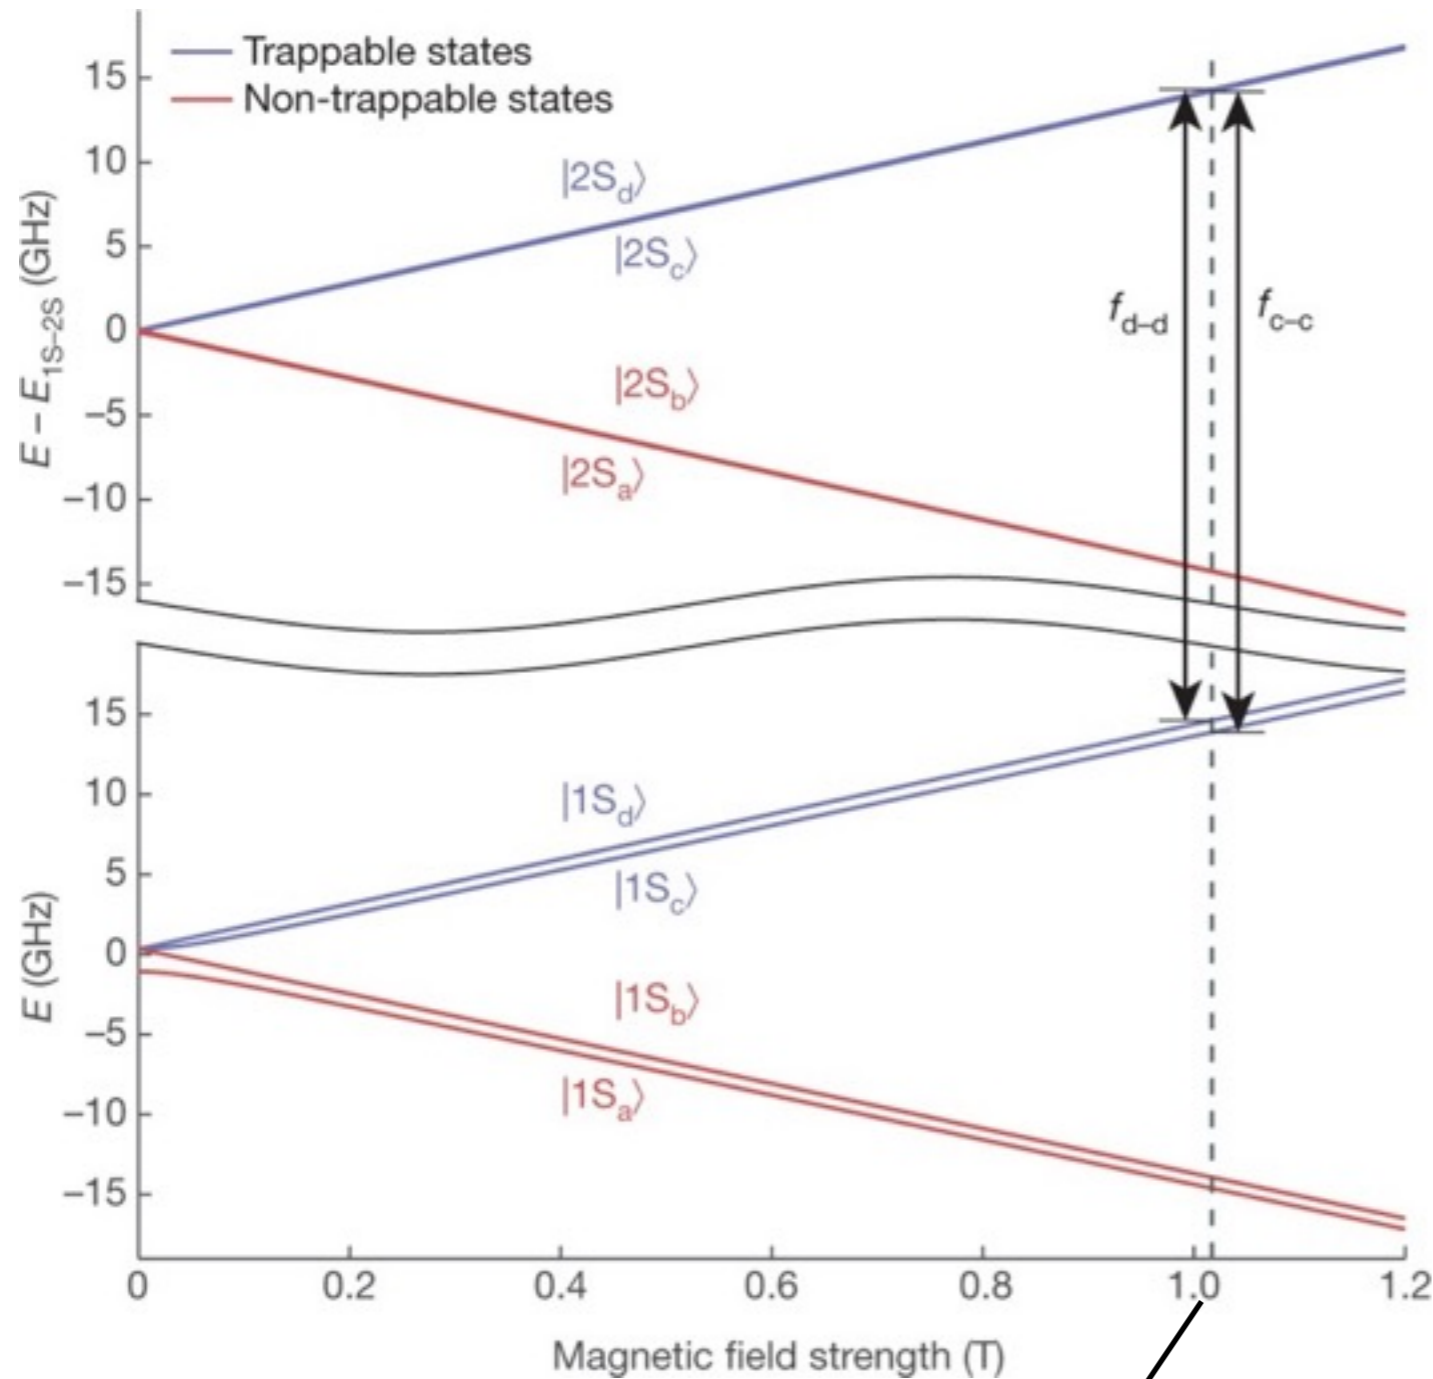 Trappable states
Non-trappable states
E – E1S–2S (GHz)
15
10
5
0
–5
–10
–15
|2Sd⟩
|2Sc⟩
|2Sb⟩
|2Sa⟩
fd–d
fc–c
E (GHz)
15
10
5
0
–5
–10
–15
|1Sd⟩
|1Sc⟩
|1Sb⟩
|1Sa⟩
0 0.2 0.4 0.6 0.8 1.0 1.2
Magnetic field strength (T)